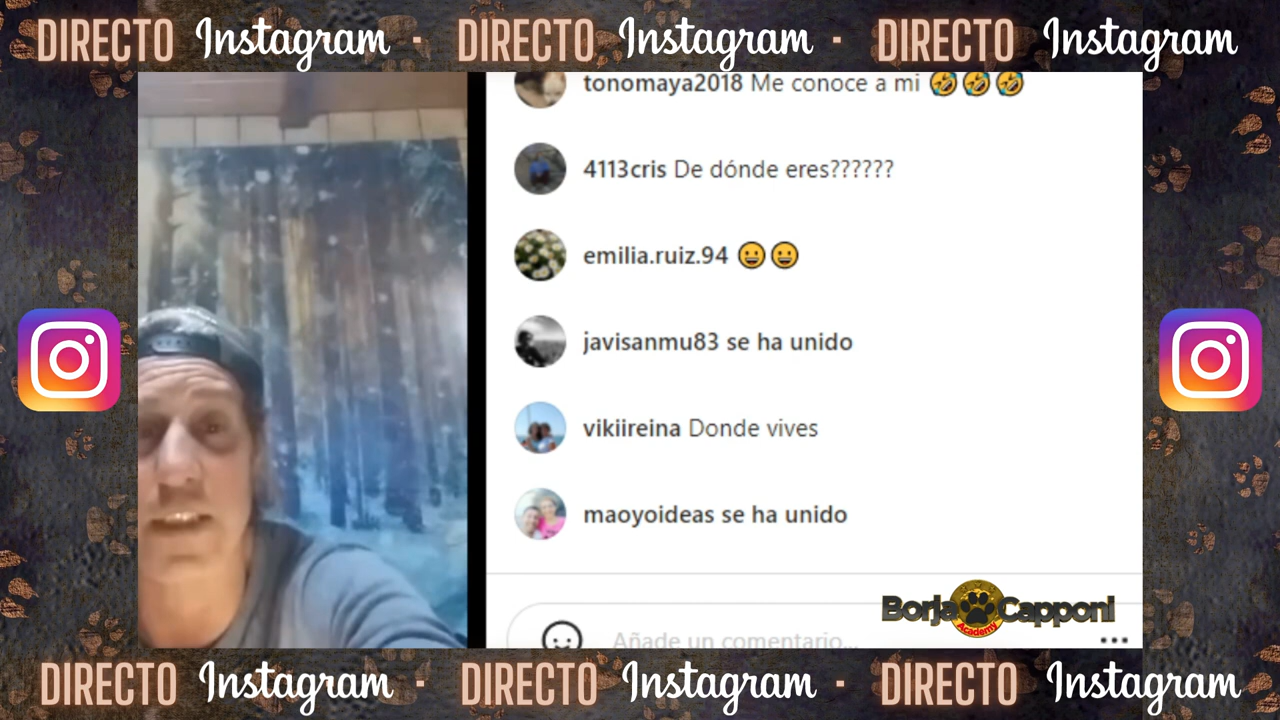 DIRECTO Instagram · DIRECTO Instagram · DIRECTO Instagram
tonomaya2018 Me conoce a mi 🤣🤣🤣
4113cris De dónde eres??????
emilia.ruiz.94 😀😀
javisanmu83 se ha unido
vikiireina Donde vives
maoyoideas se ha unido
Borja Capponi
Academy
Añade un comentario...
DIRECTO Instagram · DIRECTO Instagram · DIRECTO Instagram